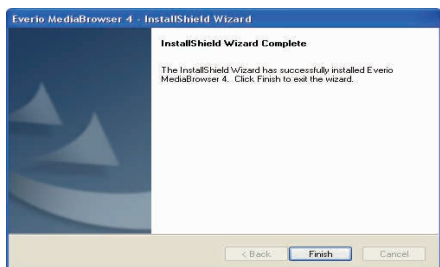 Everio MediaBrowser 4 - InstallShield Wizard
InstallShield Wizard Complete
The InstallShield Wizard has successfully installed Everio
MediaBrowser 4. Click Finish to exit the wizard.
< Back
Finish
Cancel